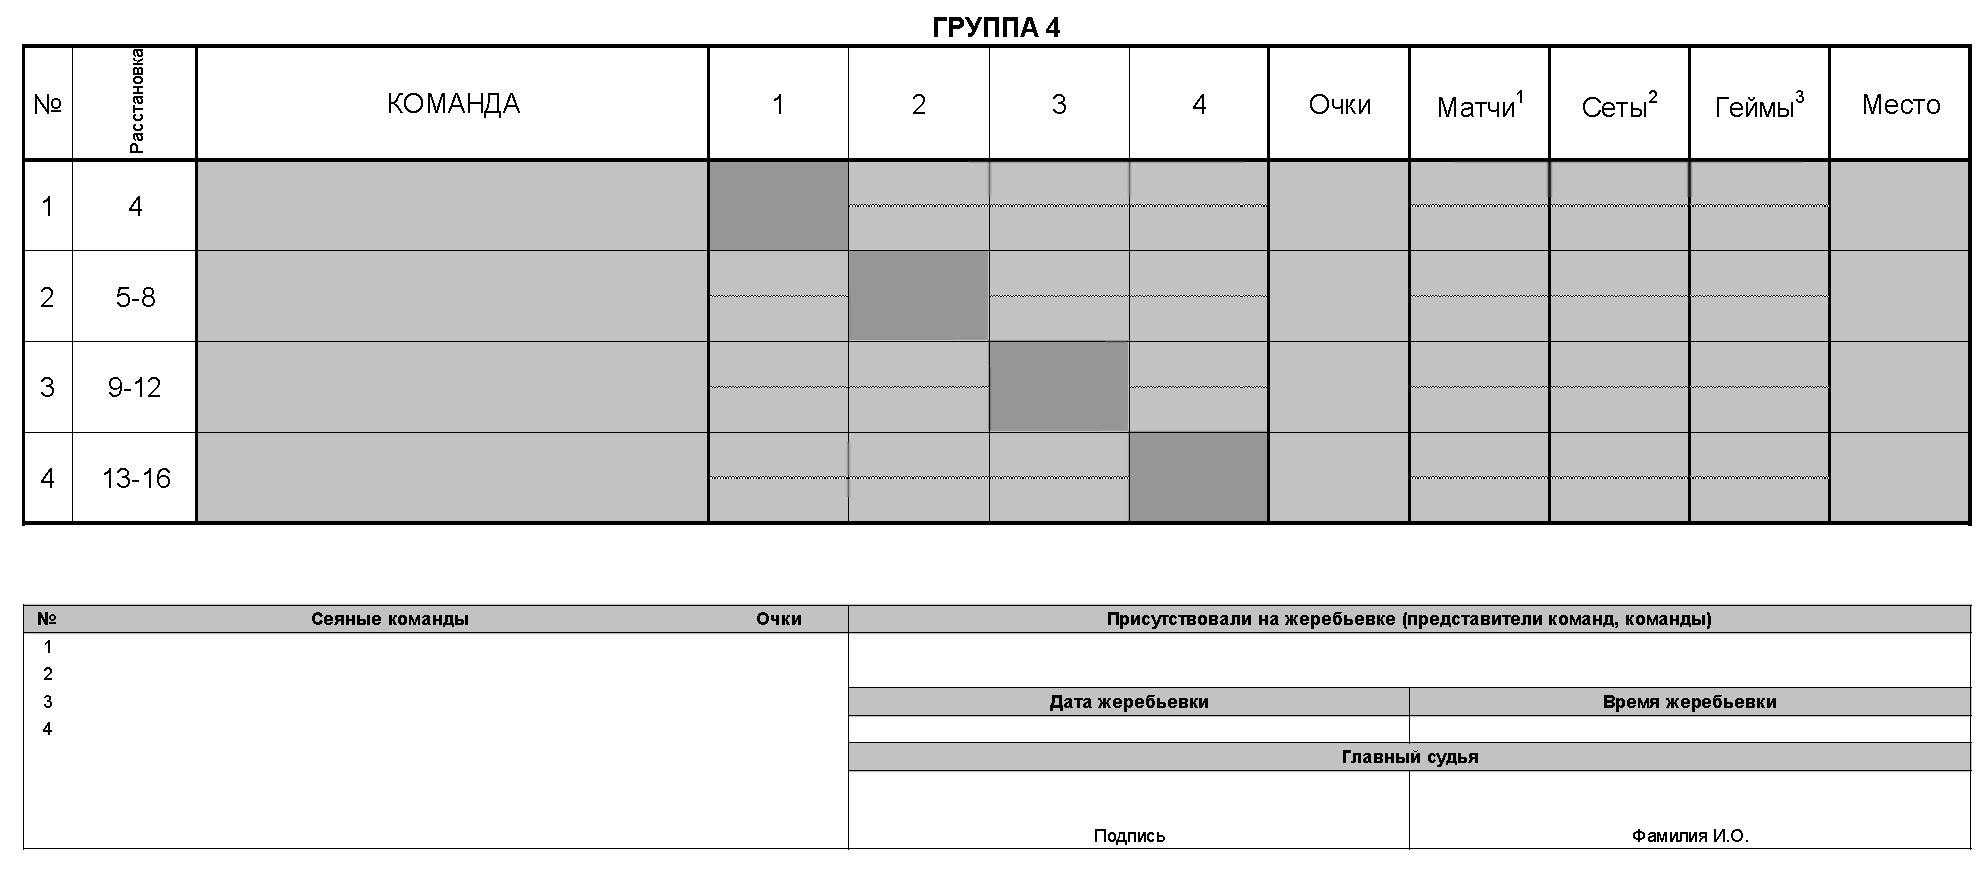 ГРУППА 4
№ Расстановка КОМАНДА 1 2 3 4 Очки Матчи¹ Сеты² Геймы³ Место
1 4
2 5-8
3 9-12
4 13-16
№ Сеяные команды Очки Присутствовали на жеребьевке (представители команд, команды)
1
2
3 Дата жеребьевки Время жеребьевки
4
Главный судья
Подпись Фамилия И.О.